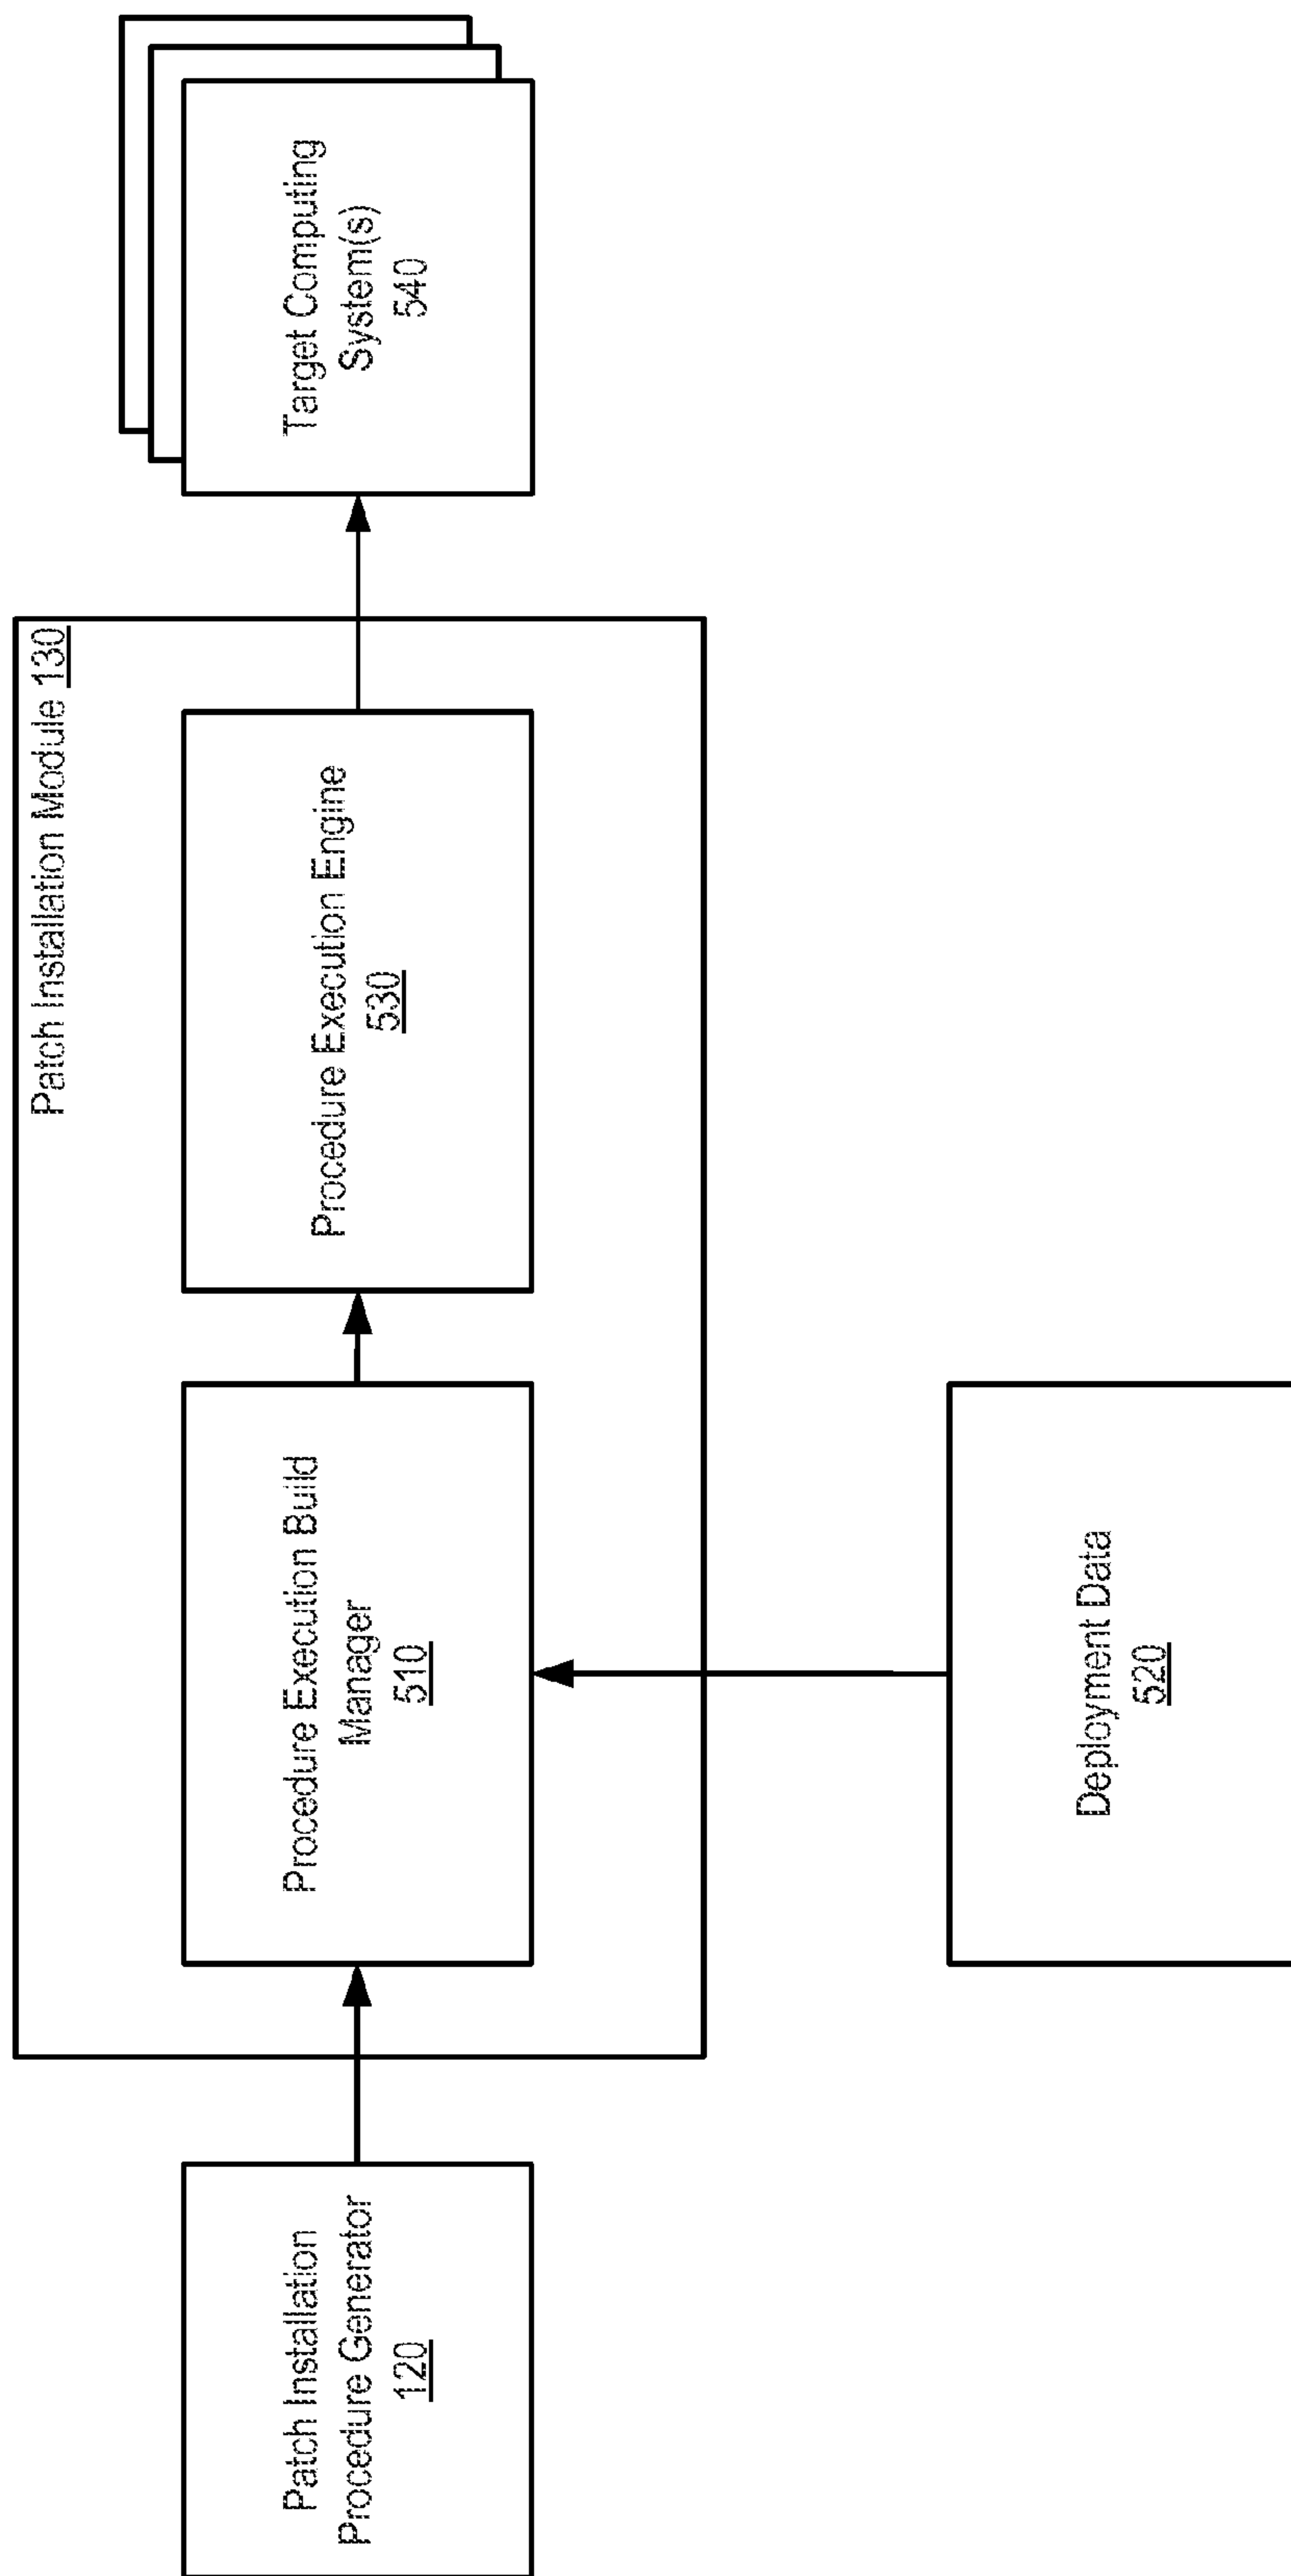 Patch Installation
Procedure Generator
120
Patch Installation Module 130
Procedure Execution Build
Manager
510
Procedure Execution Engine
530
Target Computing
System(s)
540
Deployment Data
520